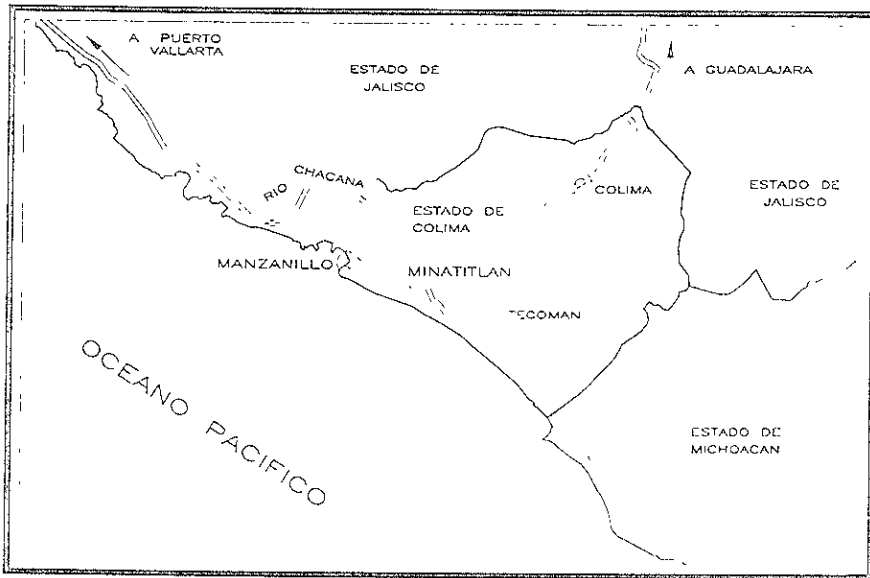 A PUERTO
VALLARTA
ESTADO DE
JALISCO
A GUADALAJARA
RIO CHACANA
COLIMA
ESTADO DE
JALISCO
ESTADO DE
COLIMA
MANZANILLO
MINATITLAN
TECOMAN
OCEANO PACIFICO
ESTADO DE
MICHOACAN